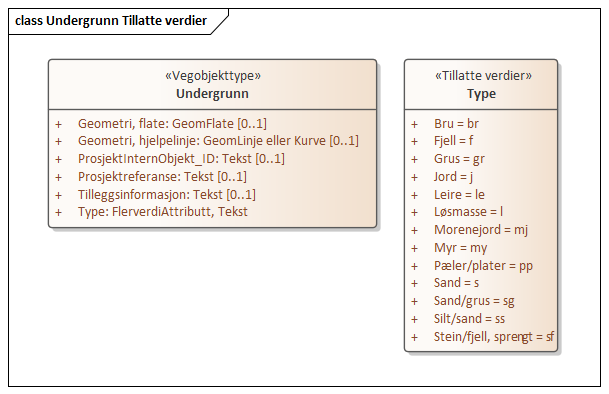 class Undergrunn Tillatte verdier
«Vegobjekttype»
Undergrunn
+ Geometri, flate: GeomFlate [0..1]
+ Geometri, hjelpelinje: GeomLinje eller Kurve [0..1]
+ ProsjektInternObjekt_ID: Tekst [0..1]
+ Prosjektreferanse: Tekst [0..1]
+ Tilleggsinformasjon: Tekst [0..1]
+ Type: FlerverdiAttributt, Tekst
«Tillatte verdier»
Type
+ Bru = br
+ Fjell = f
+ Grus = gr
+ Jord = j
+ Leire = le
+ Løsmasse = l
+ Morenejord = mj
+ Myr = my
+ Pæler/plater = pp
+ Sand = s
+ Sand/grus = sg
+ Silt/sand = ss
+ Stein/fjell, sprengt = sf